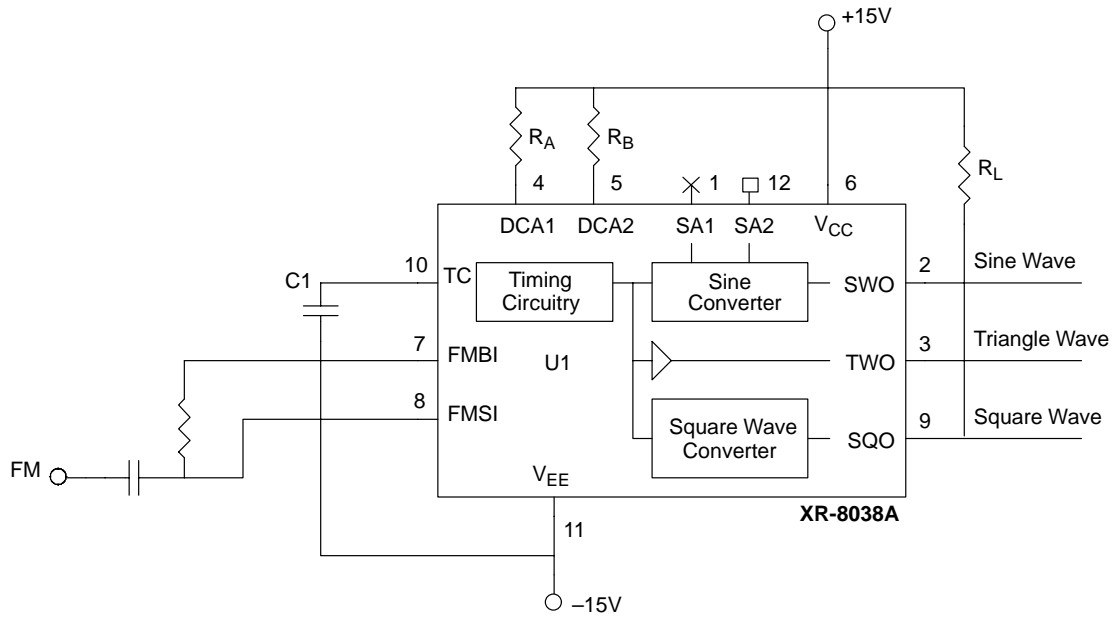 +15V
R_A
R_B
R_L
4
5
1
12
6
DCA1
DCA2
SA1
SA2
V_CC
10
TC
Timing
Circuitry
Sine
Converter
SWO
2
Sine Wave
C1
7
FMBI
U1
TWO
3
Triangle Wave
8
FMSI
Square Wave
Converter
SQO
9
Square Wave
FM
V_EE
XR-8038A
11
–15V